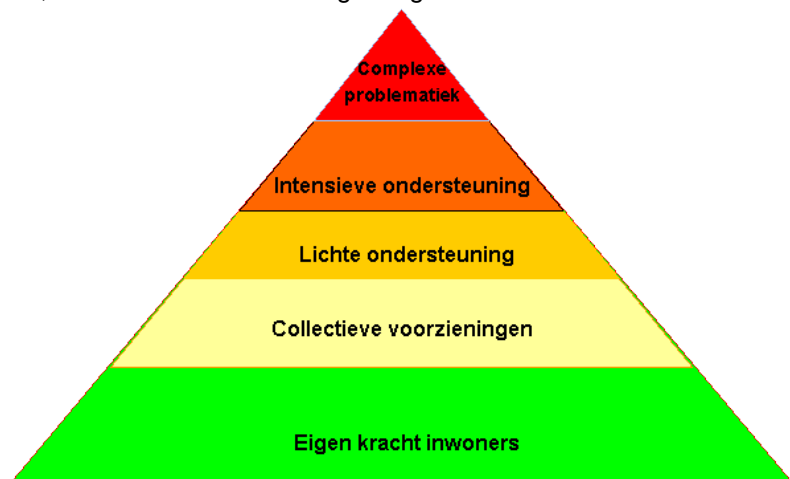 Complexe
problematiek
Intensieve ondersteuning
Lichte ondersteuning
Collectieve voorzieningen
Eigen kracht inwoners